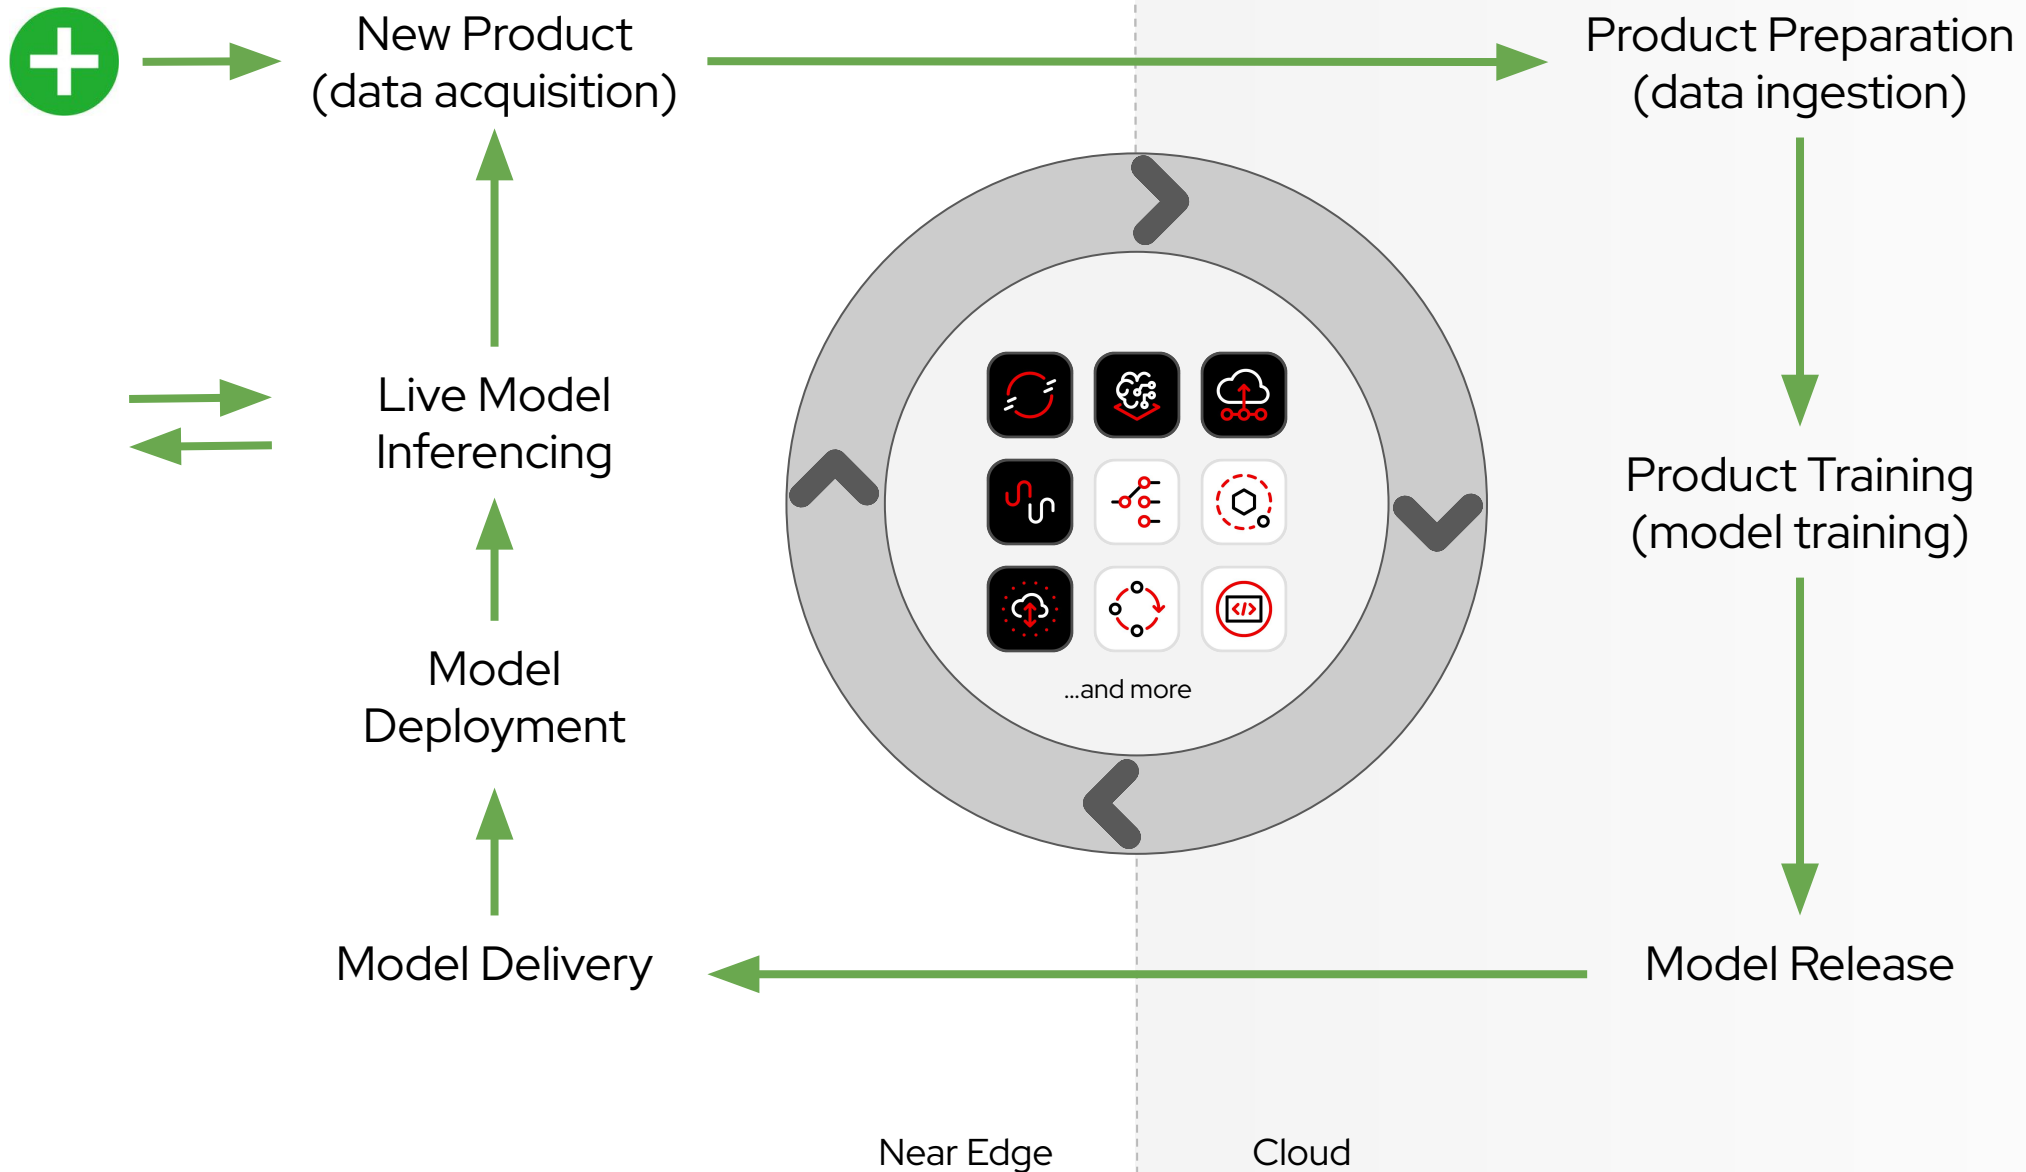 New Product
(data acquisition)
Product Preparation
(data ingestion)
Live Model
Inferencing
Product Training
(model training)
Model
Deployment
</>
...and more
Model Delivery
Model Release
Near Edge
Cloud